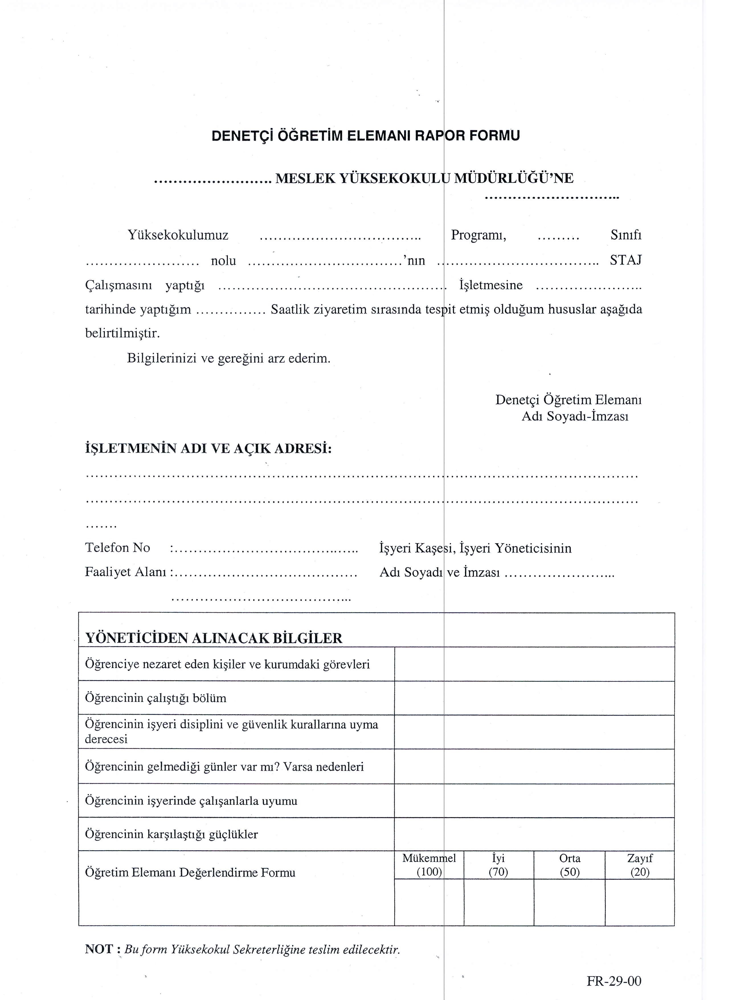 DENETÇİ ÖĞRETİM ELEMANI RAPOR FORMU
.......................... MESLEK YÜKSEKOKULU MÜDÜRLÜĞÜ'NE
..............................
Yüksekokulumuz .................................. Programı, ......... Sınıfı
........................ nolu .................................'nın .................................. STAJ
Çalışmasını yaptığı ................................................. İşletmesine .......................
tarihinde yaptığım ............... Saatlik ziyaretim sırasında tespit etmiş olduğum hususlar aşağıda
belirtilmiştir.
Bilgilerinizi ve gereğini arz ederim.
Denetçi Öğretim Elemanı
Adı Soyadı-İmzası
İŞLETMENİN ADI VE AÇIK ADRESİ:
......................................................................................................................
......................................................................................................................
.......
Telefon No :....................................... İşyeri Kaşesi, İşyeri Yöneticisinin
Faaliyet Alanı :....................................... Adı Soyadı ve İmzası ........................
......................................
YÖNETİCİDEN ALINACAK BİLGİLER
Öğrenciye nezaret eden kişiler ve kurumdaki görevleri
Öğrencinin çalıştığı bölüm
Öğrencinin işyeri disiplini ve güvenlik kurallarına uyma
derecesi
Öğrencinin gelmediği günler var mı? Varsa nedenleri
Öğrencinin işyerinde çalışanlarla uyumu
Öğrencinin karşılaştığı güçlükler
Mükemmel İyi Orta Zayıf
Öğretim Elemanı Değerlendirme Formu (100) (70) (50) (20)
NOT : Bu form Yüksekokul Sekreterliğine teslim edilecektir.
FR-29-00